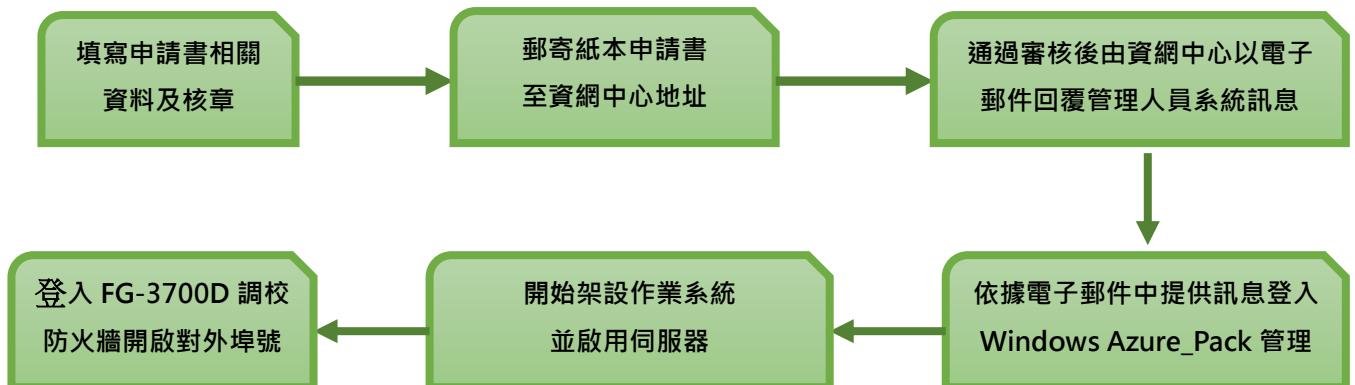 填寫申請書相關
資料及核章
郵寄紙本申請書
至資網中心地址
通過審核後由資網中心以電子
郵件回覆管理人員系統訊息
依據電子郵件中提供訊息登入
Windows Azure_Pack 管理
開始架設作業系統
並啟用伺服器
登入 FG-3700D 調校
防火牆開啟對外埠號